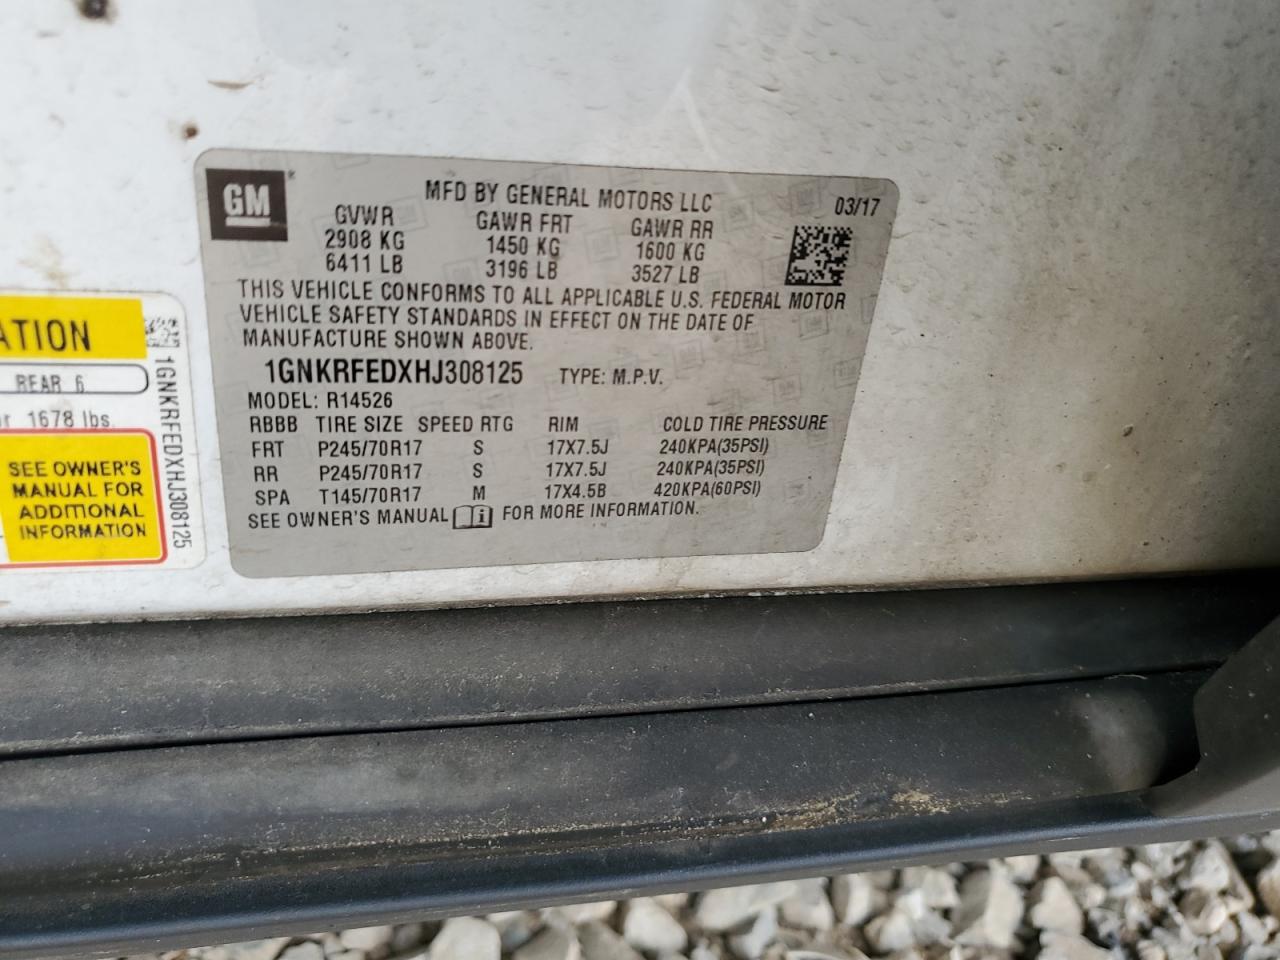 GM
MFD BY GENERAL MOTORS LLC 03/17
GVWR GAWR FRT GAWR RR
2908 KG 1450 KG 1600 KG
6411 LB 3196 LB 3527 LB
THIS VEHICLE CONFORMS TO ALL APPLICABLE U.S. FEDERAL MOTOR
VEHICLE SAFETY STANDARDS IN EFFECT ON THE DATE OF
MANUFACTURE SHOWN ABOVE.
1GNKRFEDXHJ308125 TYPE: M.P.V.
MODEL: R14526
RBBB TIRE SIZE SPEED RTG RIM COLD TIRE PRESSURE
FRT P245/70R17 S 17X7.5J 240KPA(35PSI)
RR P245/70R17 S 17X7.5J 240KPA(35PSI)
SPA T145/70R17 M 17X4.5B 420KPA(60PSI)
SEE OWNER'S MANUAL FOR MORE INFORMATION.
ATION
REAR 6
or 1678 lbs.
SEE OWNER'S
MANUAL FOR
ADDITIONAL
INFORMATION
1GNKRFEDXHJ308125